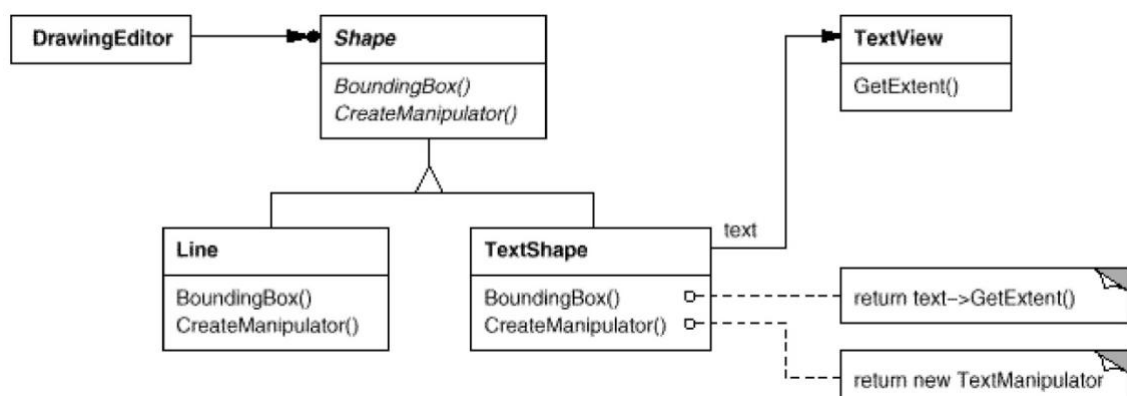 DrawingEditor
Shape
BoundingBox()
CreateManipulator()
TextView
GetExtent()
Line
BoundingBox()
CreateManipulator()
TextShape
BoundingBox()
CreateManipulator()
text
return text->GetExtent()
return new TextManipulator